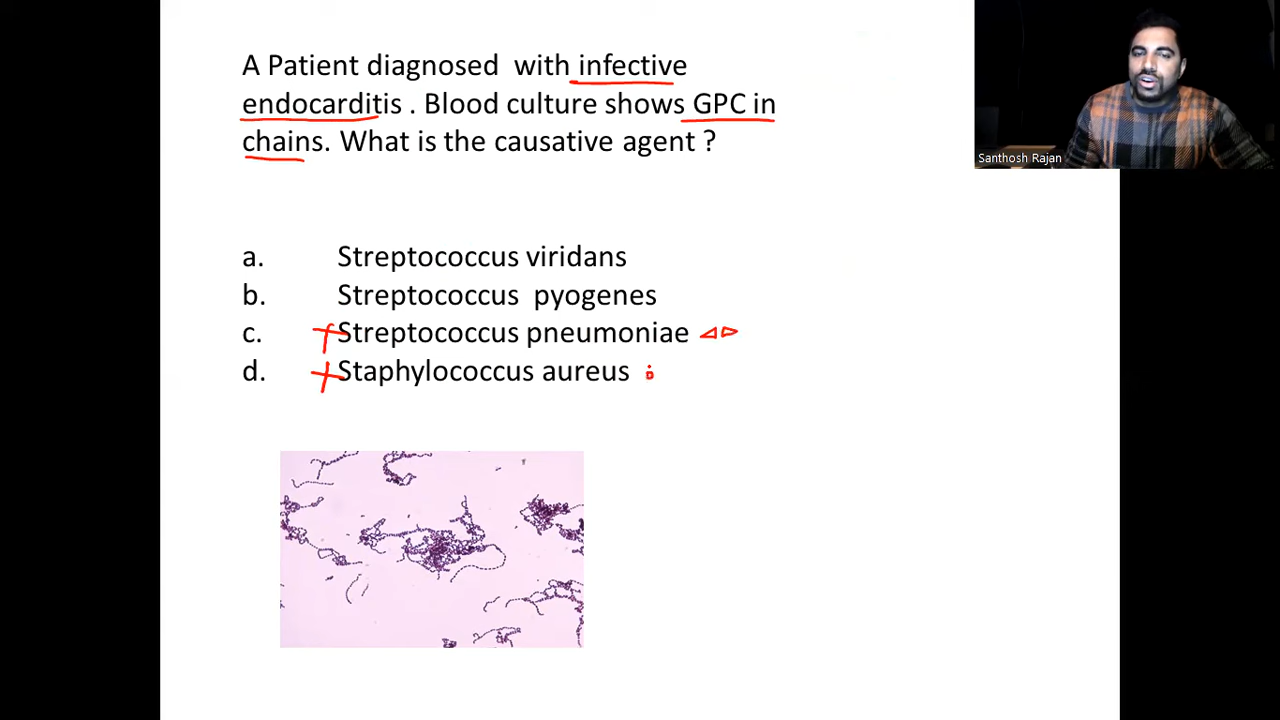 A Patient diagnosed with infective
endocarditis . Blood culture shows GPC in
chains. What is the causative agent ?
Santhosh Rajan
a. Streptococcus viridans
b. Streptococcus pyogenes
c. Streptococcus pneumoniae
d. Staphylococcus aureus